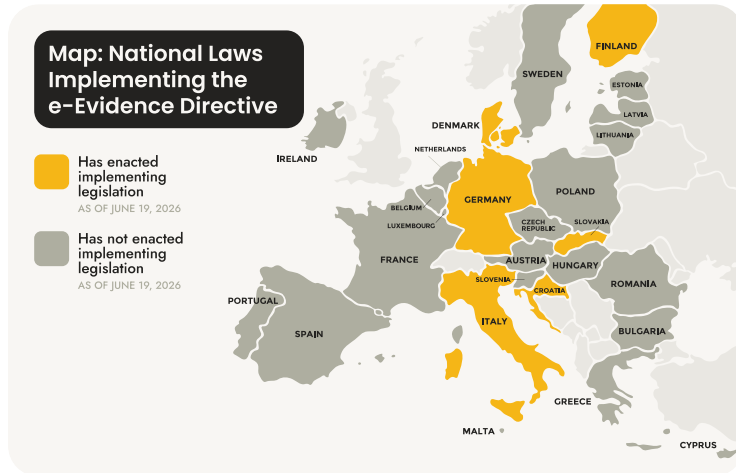 Map: National Laws
Implementing the
e-Evidence Directive
Has enacted
implementing
legislation
AS OF JUNE 19, 2026
Has not enacted
implementing
legislation
AS OF JUNE 19, 2026
FINLAND
SWEDEN
ESTONIA
LATVIA
LITHUANIA
DENMARK
NETHERLANDS
IRELAND
POLAND
GERMANY
BELGIUM
LUXEMBOURG
CZECH
REPUBLIC
SLOVAKIA
FRANCE
AUSTRIA
HUNGARY
SLOVENIA
CROATIA
ROMANIA
PORTUGAL
SPAIN
ITALY
BULGARIA
GREECE
MALTA
CYPRUS